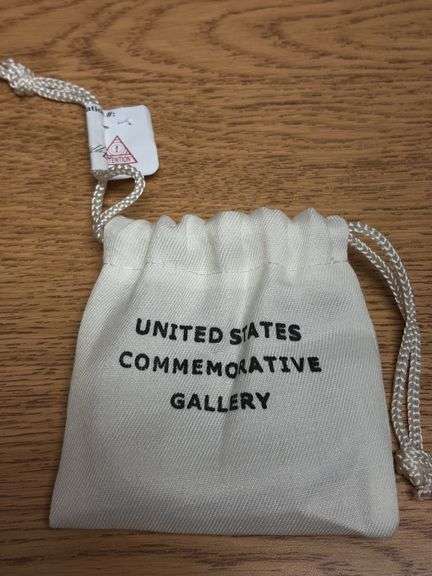 !
UNITED STATES
COMMEMORATIVE
GALLERY